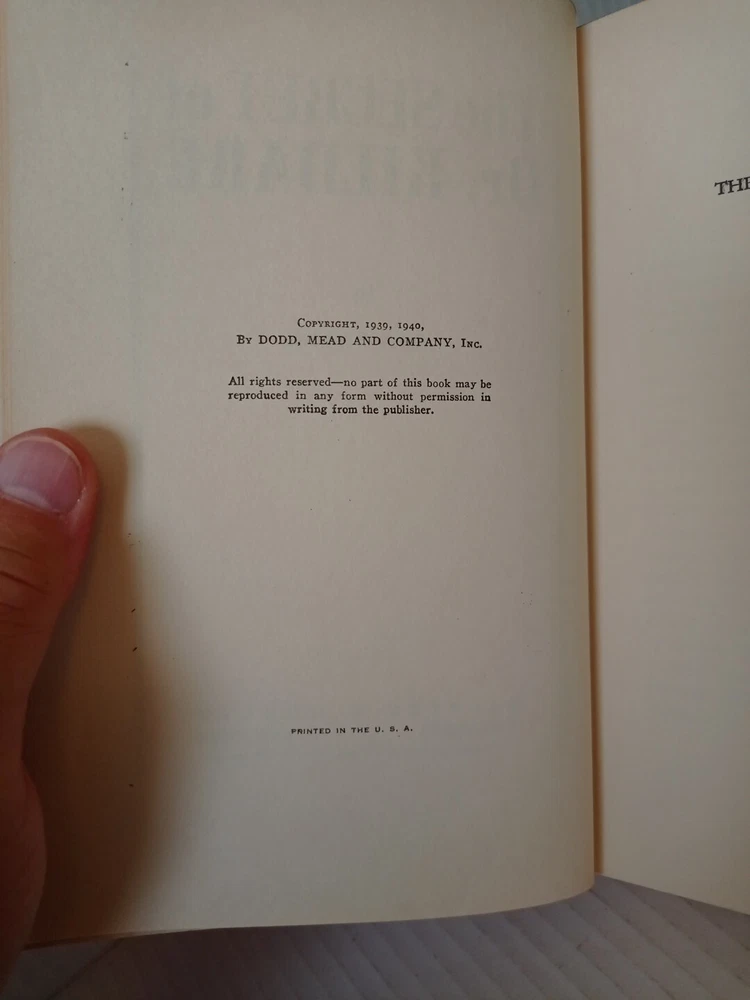 COPYRIGHT, 1939, 1940,
BY DODD, MEAD AND COMPANY, INC.
All rights reserved—no part of this book may be
reproduced in any form without permission in
writing from the publisher.
PRINTED IN THE U. S. A.
THE